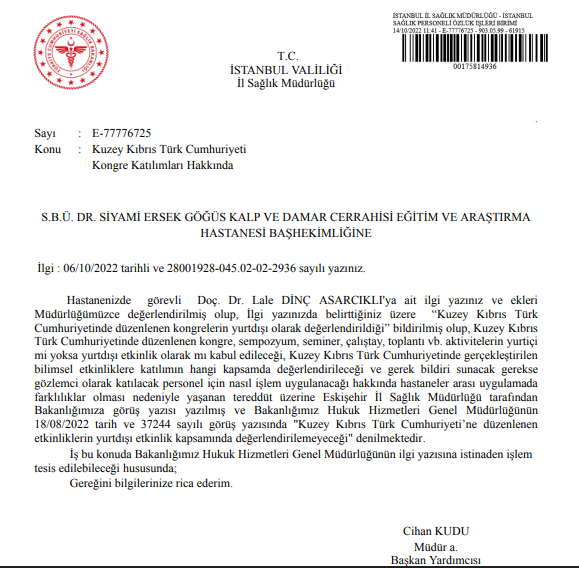 İSTANBUL İL SAĞLIK MÜDÜRLÜĞÜ - İSTANBUL
SAĞLIK PERSONELİ ÖZLÜK İŞLERİ BİRİMİ
14/10/2022 11:41 - E-77776725 - 903.05.99 - 61915
00175814936
T.C.
İSTANBUL VALİLİĞİ
İl Sağlık Müdürlüğü
Sayı : E-77776725
Konu : Kuzey Kıbrıs Türk Cumhuriyeti
Kongre Katılımları Hakkında
S.B.Ü. DR. SİYAMİ ERSEK GÖĞÜS KALP VE DAMAR CERRAHİSİ EĞİTİM VE ARAŞTIRMA
HASTANESİ BAŞHEKİMLİĞİNE
İlgi : 06/10/2022 tarihli ve 28001928-045.02-02-2936 sayılı yazınız.
Hastanenizde görevli Doç. Dr. Lale DİNÇ ASARCIKLI'ya ait ilgi yazınız ve ekleri
Müdürlüğümüzce değerlendirilmiş olup, İlgi yazınızda belirttiğiniz üzere “Kuzey Kıbrıs Türk
Cumhuriyetinde düzenlenen kongrelerin yurtdışı olarak değerlendirildiği” bildirilmiş olup, Kuzey Kıbrıs
Türk Cumhuriyetinde düzenlenen kongre, sempozyum, seminer, çalıştay, toplantı vb. aktivitelerin yurtiçi
mi yoksa yurtdışı etkinlik olarak mı kabul edileceği, Kuzey Kıbrıs Türk Cumhuriyetinde gerçekleştirilen
bilimsel etkinliklere katılımın hangi kapsamda değerlendirileceği ve gerek bildiri sunacak gerekse
gözlemci olarak katılacak personel için nasıl işlem uygulanacağı hakkında hastaneler arası uygulamada
farklılıklar olması nedeniyle yaşanan tereddüt üzerine Eskişehir İl Sağlık Müdürlüğü tarafından
Bakanlığımıza görüş yazısı yazılmış ve Bakanlığımız Hukuk Hizmetleri Genel Müdürlüğünün
18/08/2022 tarih ve 37244 sayılı görüş yazısında "Kuzey Kıbrıs Türk Cumhuriyeti’ne düzenlenen
etkinliklerin yurtdışı etkinlik kapsamında değerlendirilemeyeceği" denilmektedir.
İş bu konuda Bakanlığımız Hukuk Hizmetleri Genel Müdürlüğünün ilgi yazısına istinaden işlem
tesis edilebileceği hususunda;
Gereğini bilgilerinize rica ederim.
Cihan KUDU
Müdür a.
Başkan Yardımcısı